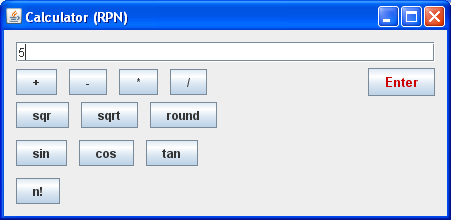 Calculator (RPN)
5
+ - * / Enter
sqr sqrt round
sin cos tan
n!